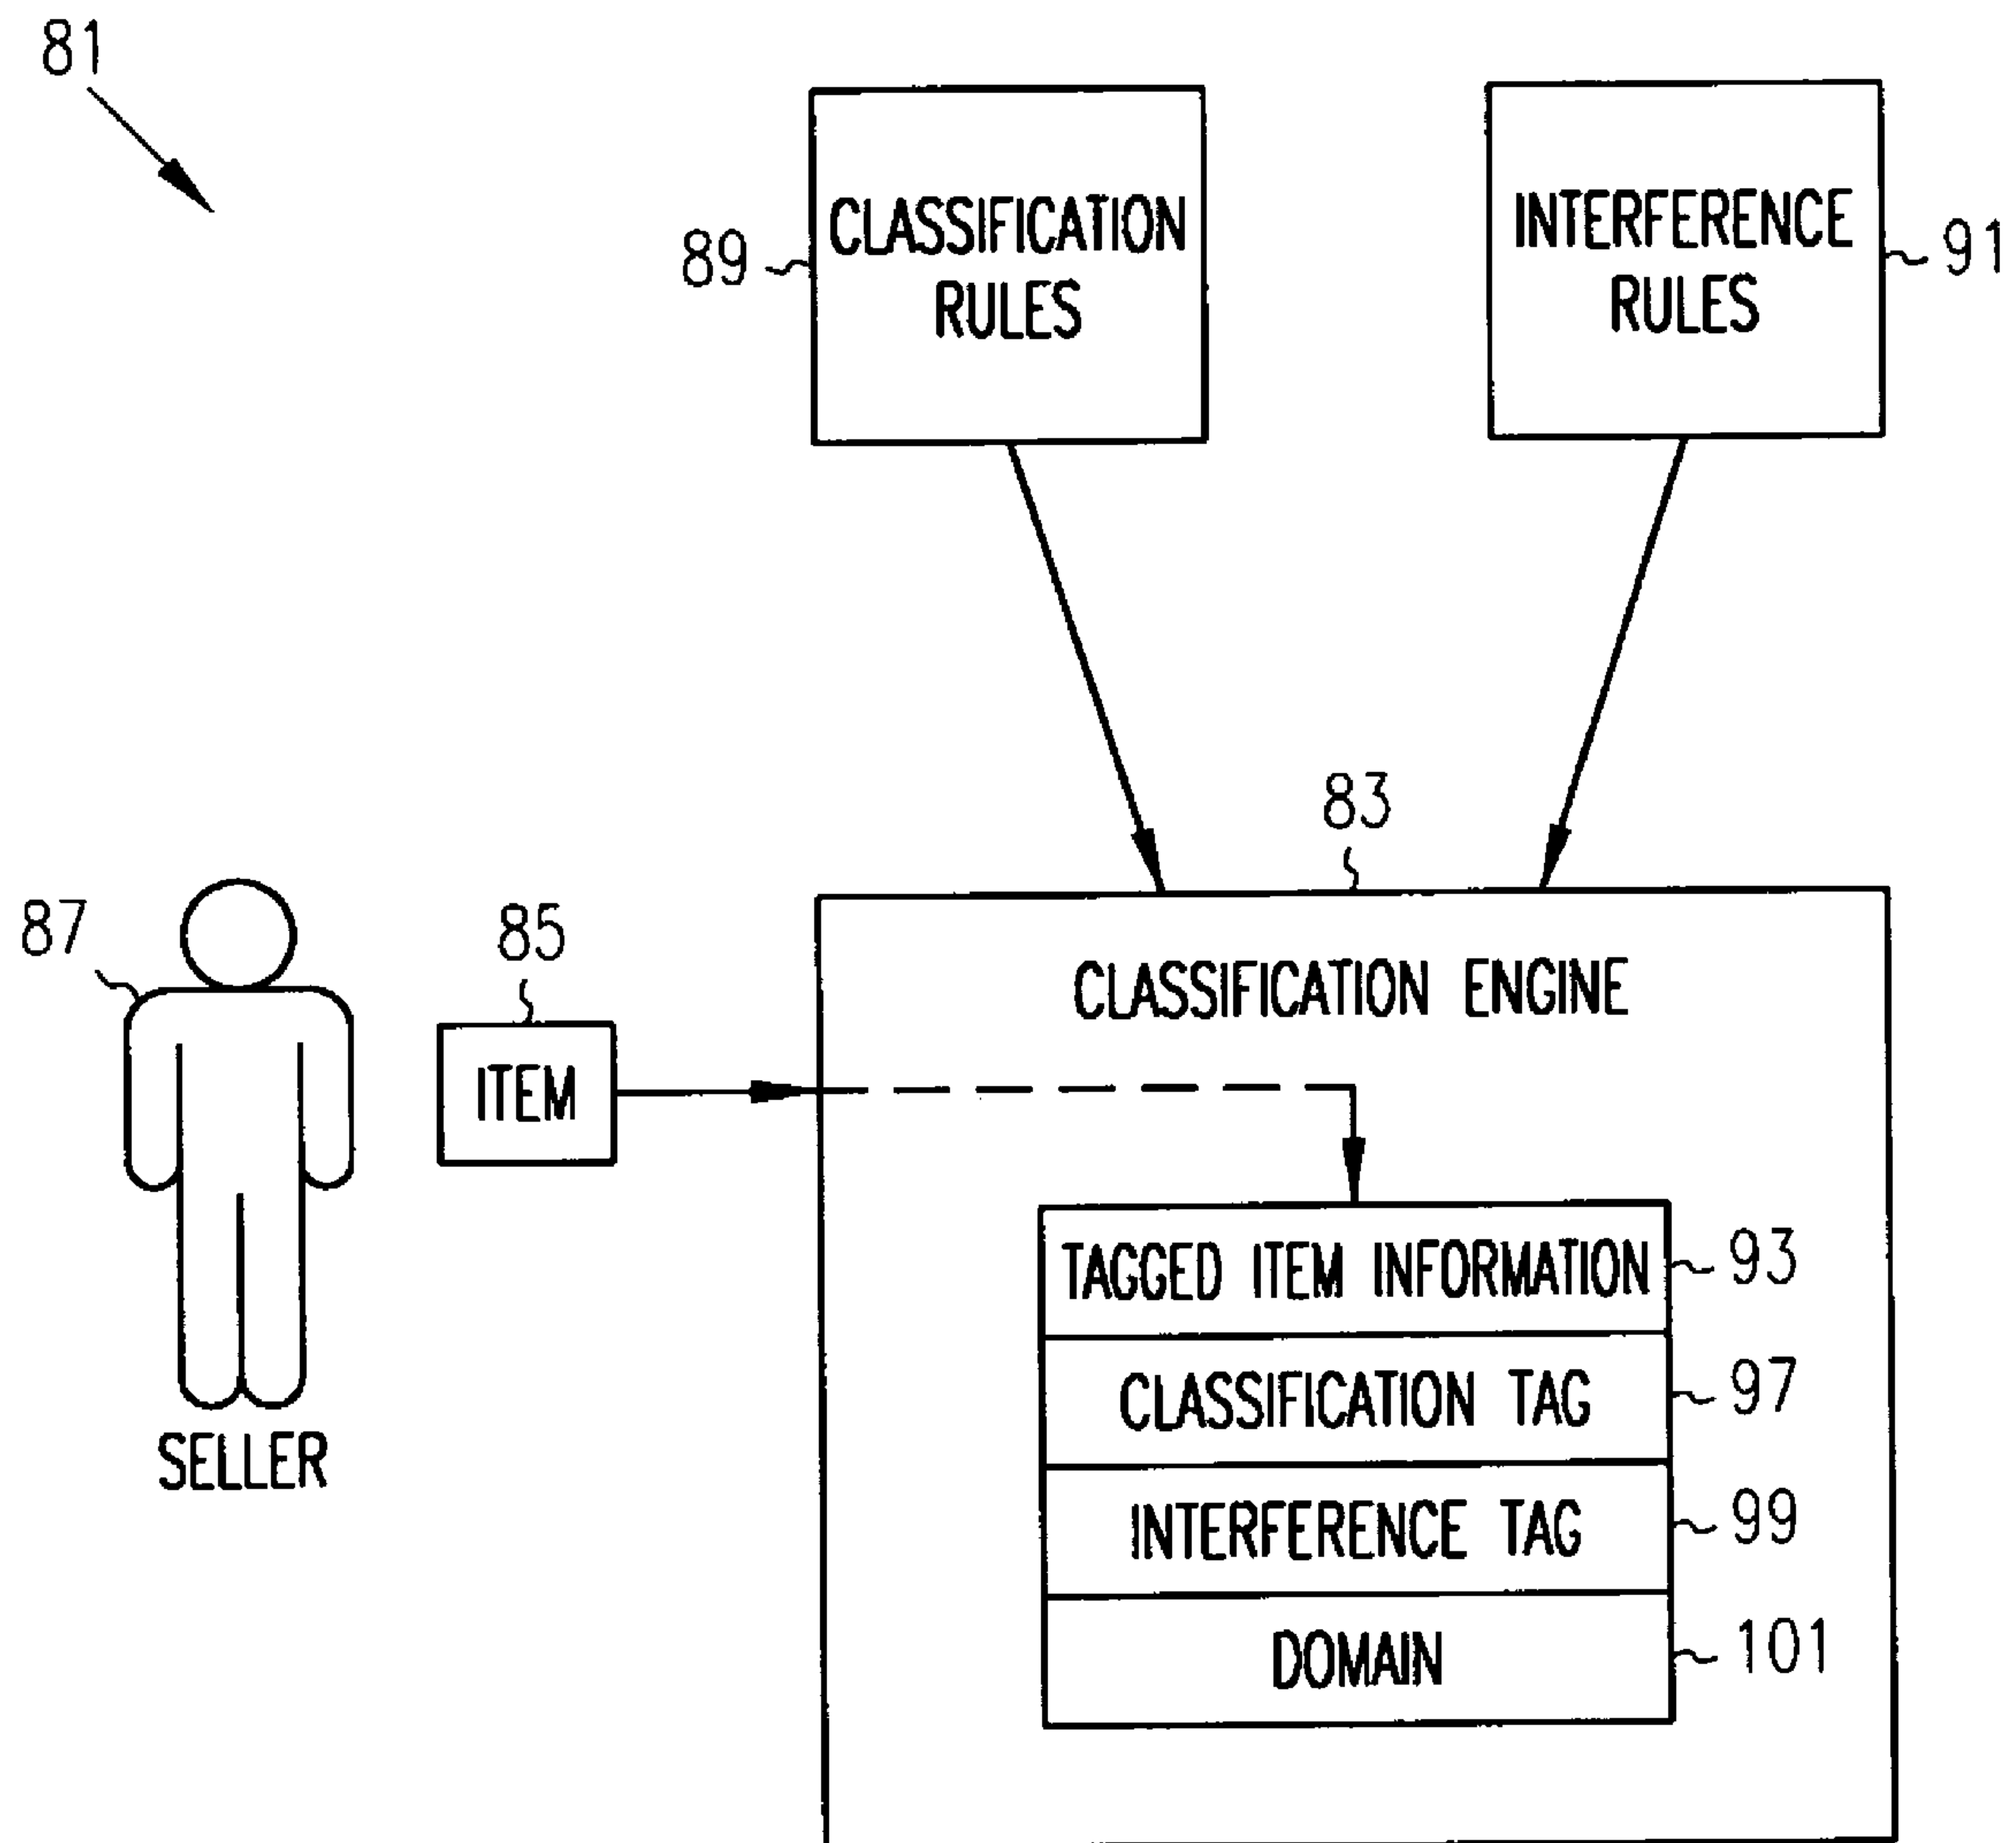 81
CLASSIFICATION
RULES
89
INTERFERENCE
RULES
91
83
87
85
CLASSIFICATION ENGINE
ITEM
TAGGED ITEM INFORMATION
93
CLASSIFICATION TAG
97
INTERFERENCE TAG
99
DOMAIN
101
SELLER